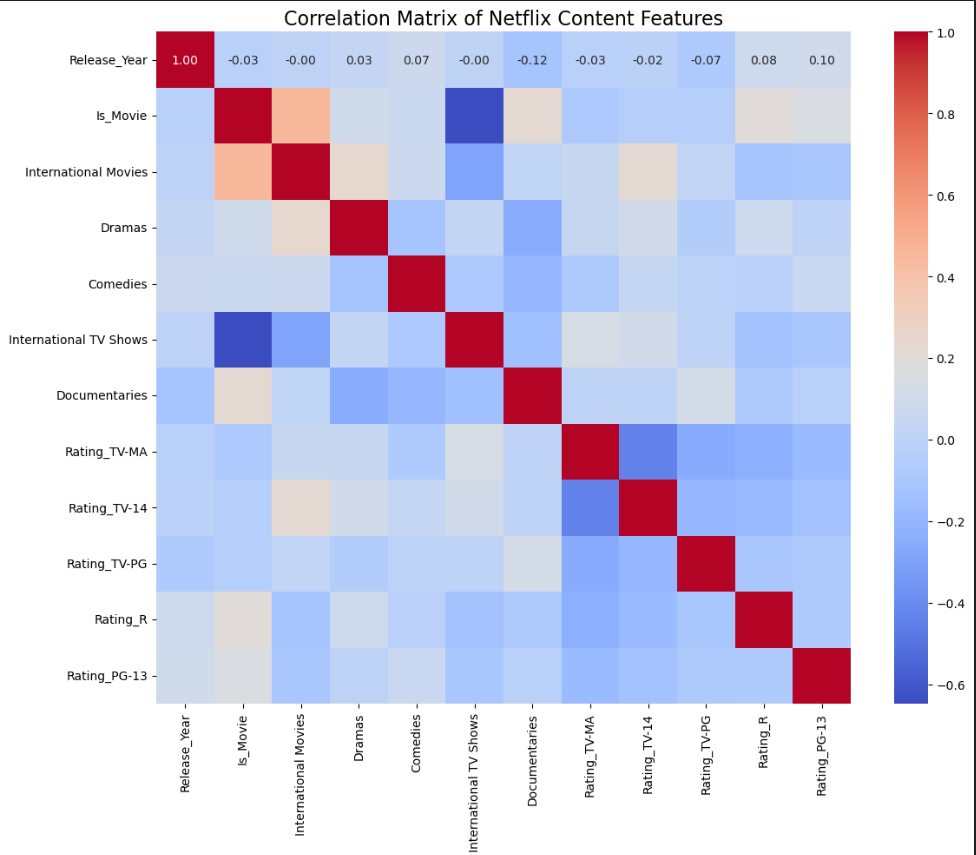 Correlation Matrix of Netflix Content Features
Release_Year
1.00 -0.03 -0.00 0.03 0.07 -0.00 -0.12 -0.03 -0.02 -0.07 0.08 0.10
Is_Movie
International Movies
Dramas
Comedies
International TV Shows
Documentaries
Rating_TV-MA
Rating_TV-14
Rating_TV-PG
Rating_R
Rating_PG-13
Release_Year
Is_Movie
International Movies
Dramas
Comedies
International TV Shows
Documentaries
Rating_TV-MA
Rating_TV-14
Rating_TV-PG
Rating_R
Rating_PG-13
1.0
0.8
0.6
0.4
0.2
0.0
−0.2
−0.4
−0.6